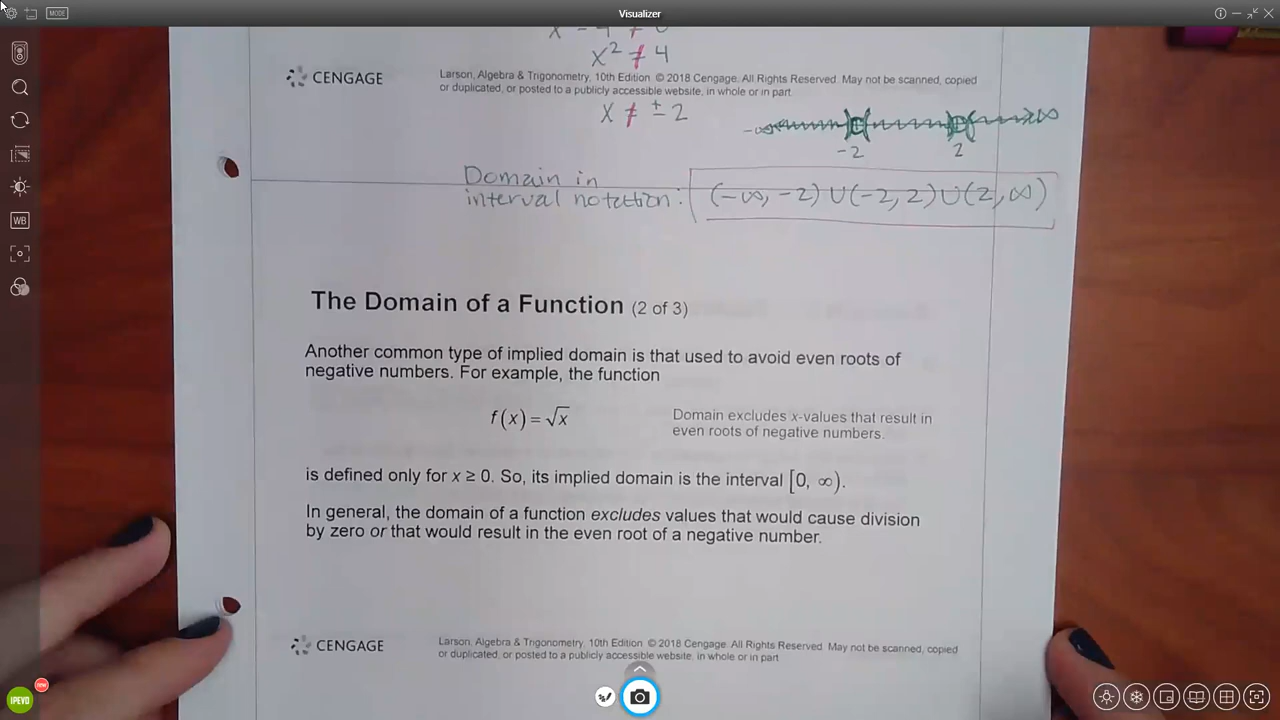 MODE
Visualizer
x² ≠ 4
CENGAGE
Larson, Algebra & Trigonometry, 10th Edition. © 2018 Cengage. All Rights Reserved. May not be scanned, copied
or duplicated, or posted to a publicly accessible website, in whole or in part.
x ≠ ± 2
-∞ ∞
-2 2
Domain in
interval notation: (-∞, -2) ∪ (-2, 2) ∪ (2, ∞)
WB
The Domain of a Function (2 of 3)
Another common type of implied domain is that used to avoid even roots of
negative numbers. For example, the function
f(x) = √x
Domain excludes x-values that result in
even roots of negative numbers.
is defined only for x ≥ 0. So, its implied domain is the interval [0, ∞).
In general, the domain of a function excludes values that would cause division
by zero or that would result in the even root of a negative number.
CENGAGE
Larson, Algebra & Trigonometry, 10th Edition. © 2018 Cengage. All Rights Reserved. May not be scanned, copied
or duplicated, or posted to a publicly accessible website, in whole or in part.
new
IPEVO